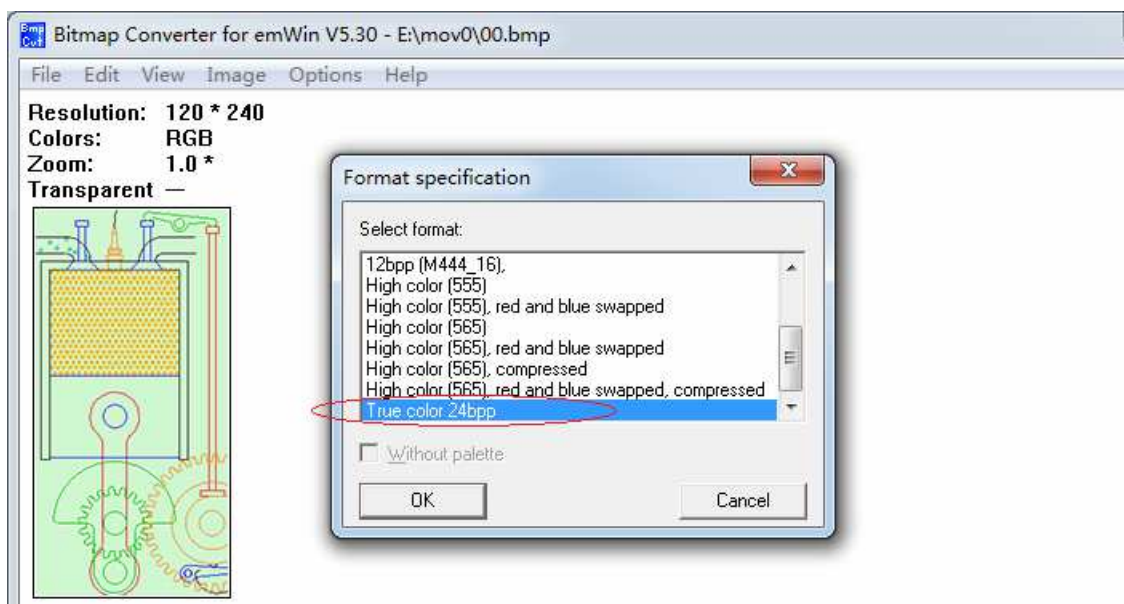 Bmp
Cvt
Bitmap Converter for emWin V5.30 - E:\mov0\00.bmp
File Edit View Image Options Help
Resolution: 120 * 240
Colors: RGB
Zoom: 1.0 *
Transparent —
Format specification
Select format:
12bpp (M444_16),
High color (555)
High color (555), red and blue swapped
High color (565)
High color (565), red and blue swapped
High color (565), compressed
High color (565), red and blue swapped, compressed
True color 24bpp
Without palette
OK Cancel